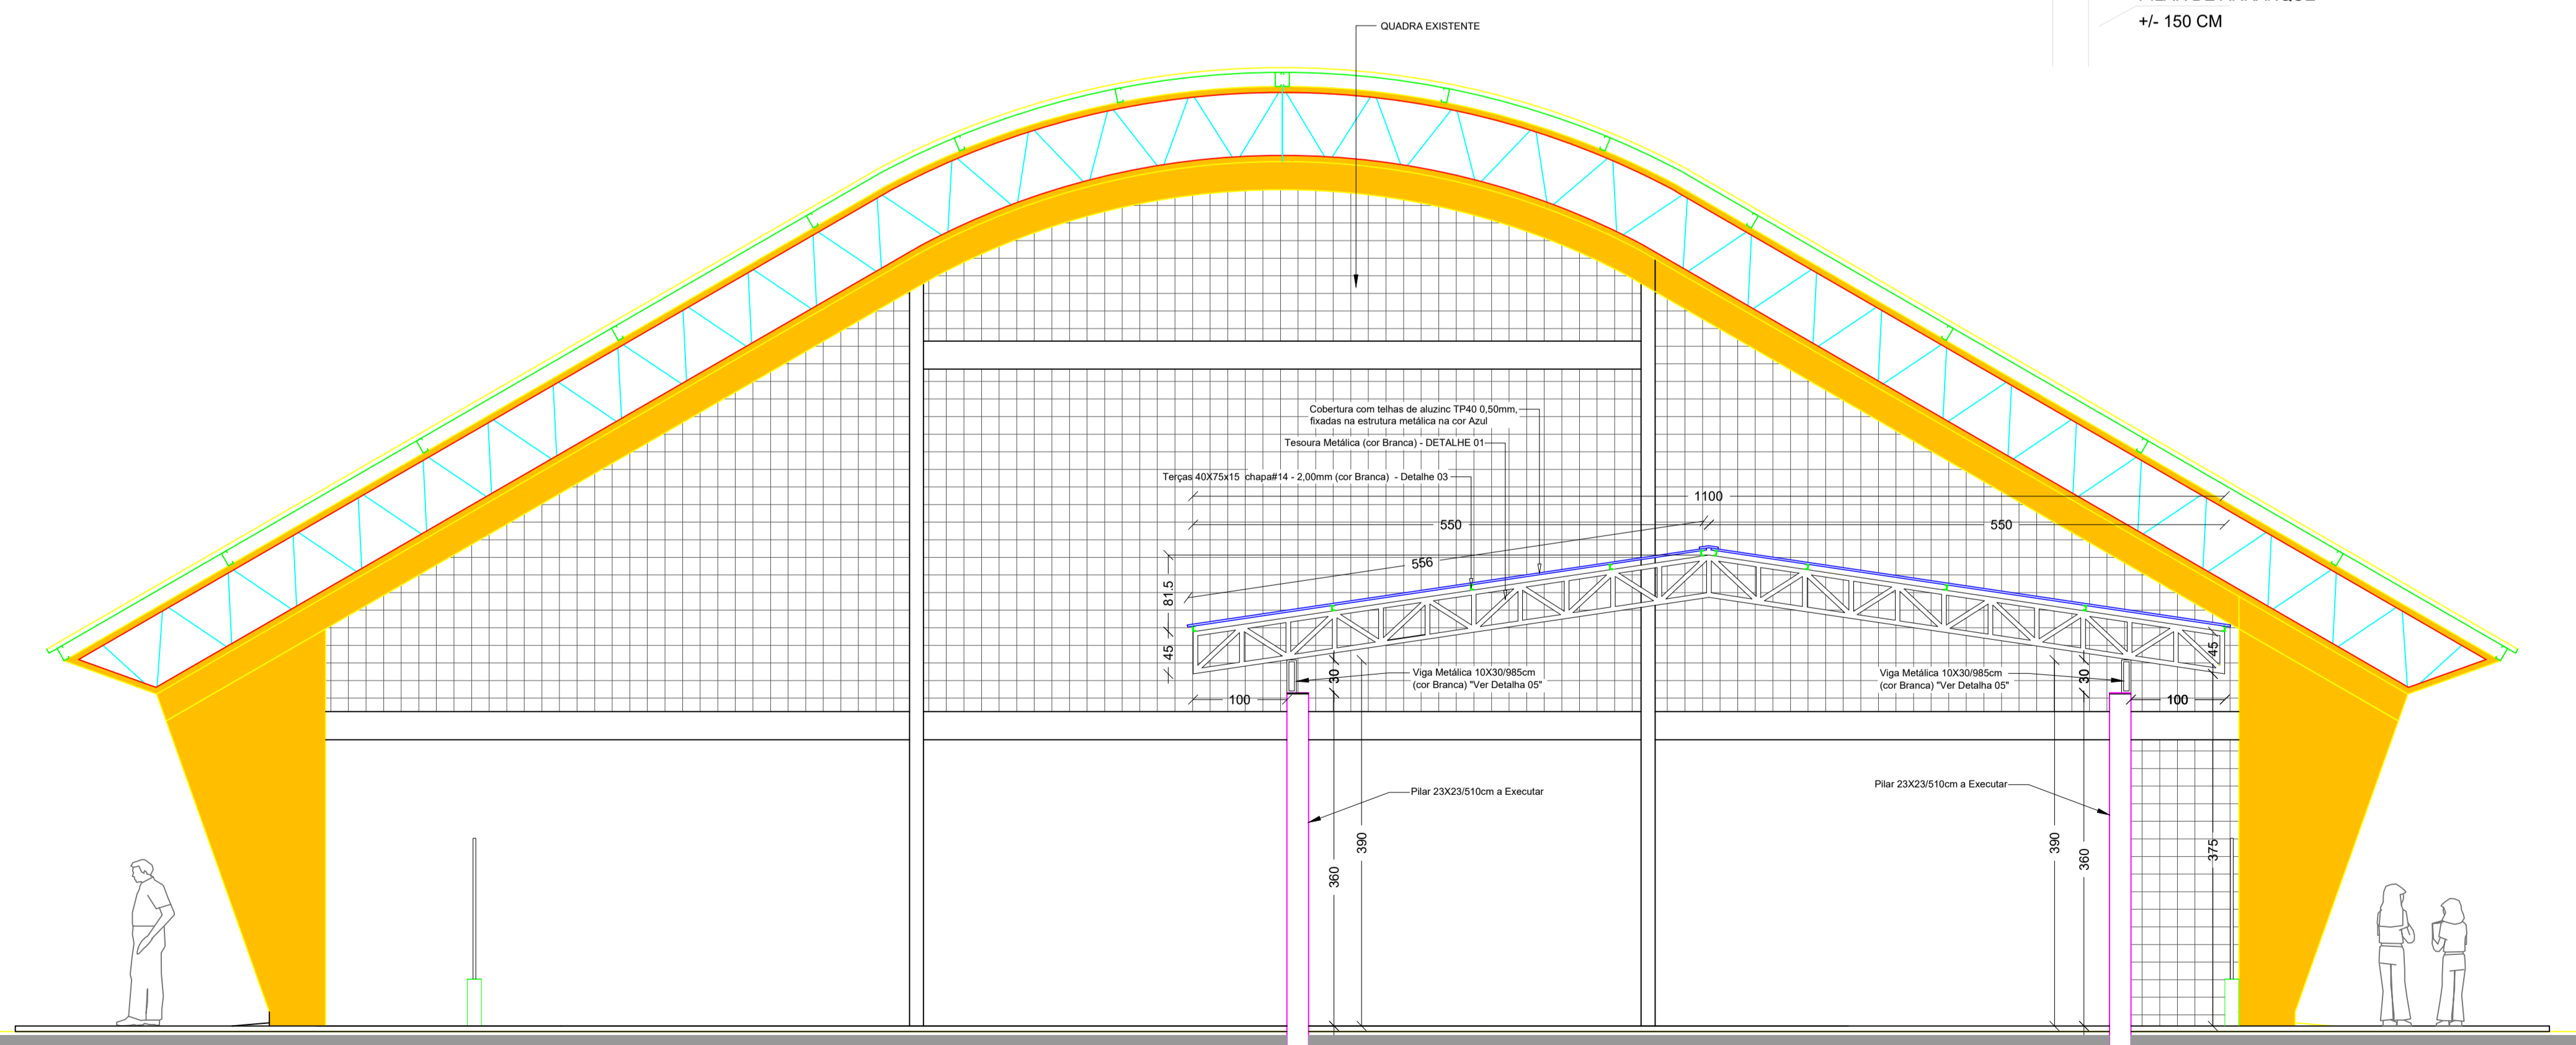 +/- 150 CM
QUADRA EXISTENTE
Cobertura com telhas de aluzinc TP40 0,50mm,
fixadas na estrutura metálica na cor Azul
Tesoura Metálica (cor Branca) - DETALHE 01
Terças 40X75x15 chapa#14 - 2,00mm (cor Branca) - Detalhe 03
1100
550
550
556
81.5
45
45
Viga Metálica 10X30/985cm
(cor Branca) "Ver Detalha 05"
30
Viga Metálica 10X30/985cm
(cor Branca) "Ver Detalha 05"
30
100
100
Pilar 23X23/510cm a Executar
Pilar 23X23/510cm a Executar
390
360
390
360
375